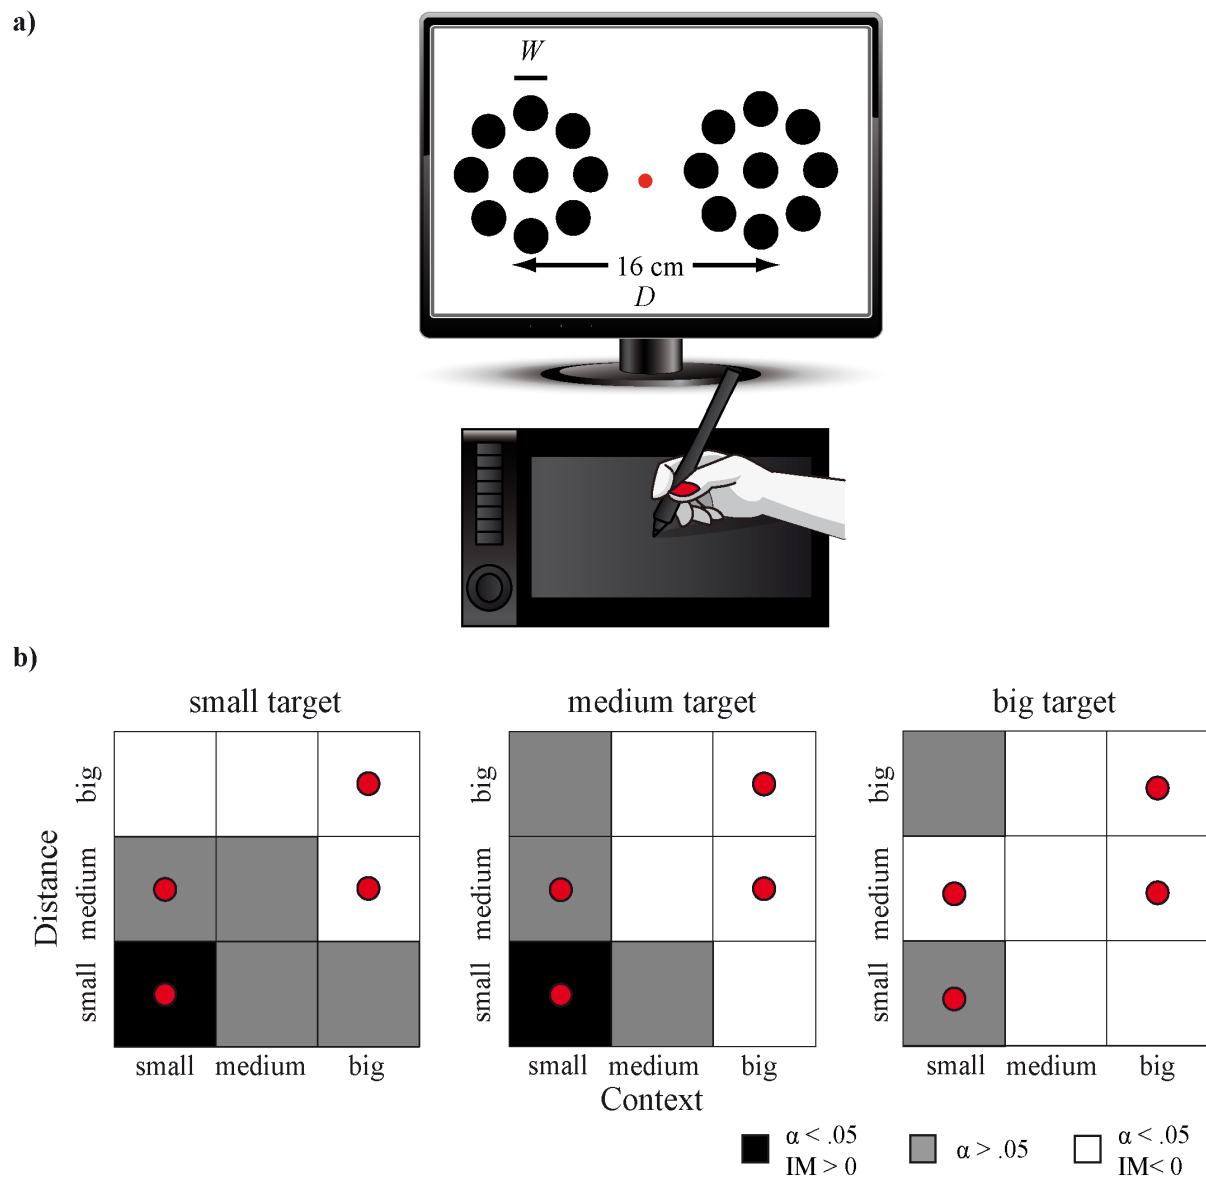 a)
W
16 cm
D
b)
small target
medium target
big target
Distance
big
medium
small
big
medium
small
big
medium
small
small medium big
small medium big
small medium big
Context
α < .05
IM > 0
α > .05
α < .05
IM< 0